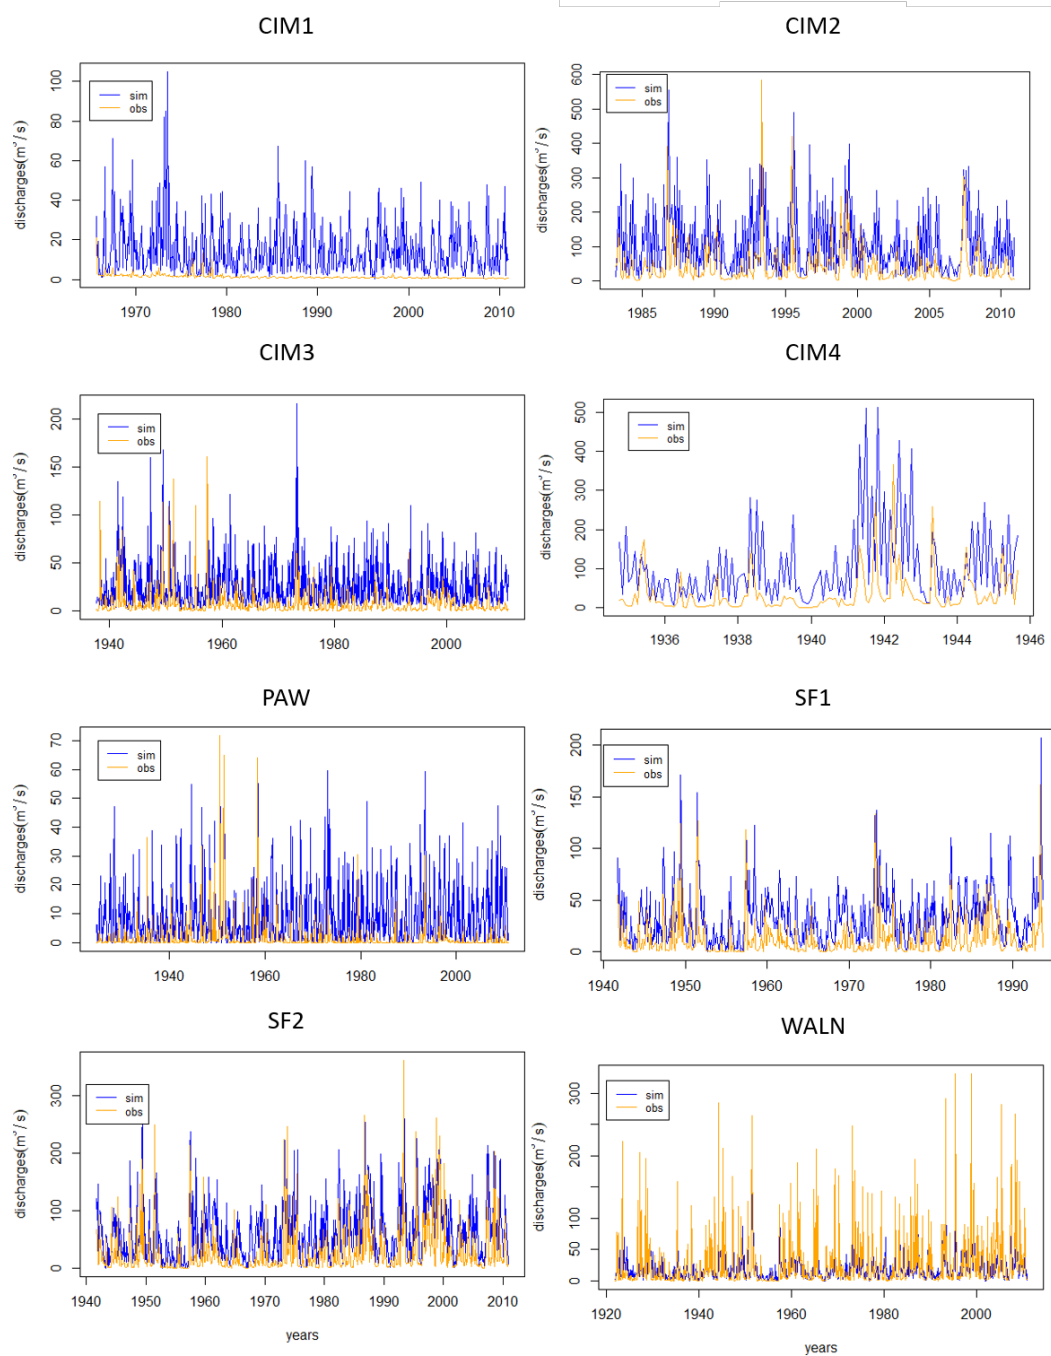 CIM1
discharges(m³/s)
100
80
60
40
20
0
sim
obs
1970
1980
1990
2000
2010
CIM2
discharges(m³/s)
600
500
400
300
200
100
0
sim
obs
1985
1990
1995
2000
2005
2010
CIM3
discharges(m³/s)
200
150
100
50
0
sim
obs
1940
1960
1980
2000
CIM4
discharges(m³/s)
500
400
300
200
100
0
sim
obs
1936
1938
1940
1942
1944
1946
PAW
discharges(m³/s)
70
60
50
40
30
20
10
0
sim
obs
1940
1960
1980
2000
SF1
discharges(m³/s)
200
150
100
50
0
sim
obs
1940
1950
1960
1970
1980
1990
SF2
discharges(m³/s)
300
200
100
0
sim
obs
1940
1950
1960
1970
1980
1990
2000
2010
years
WALN
discharges(m³/s)
300
200
100
50
0
sim
obs
1920
1940
1960
1980
2000
years